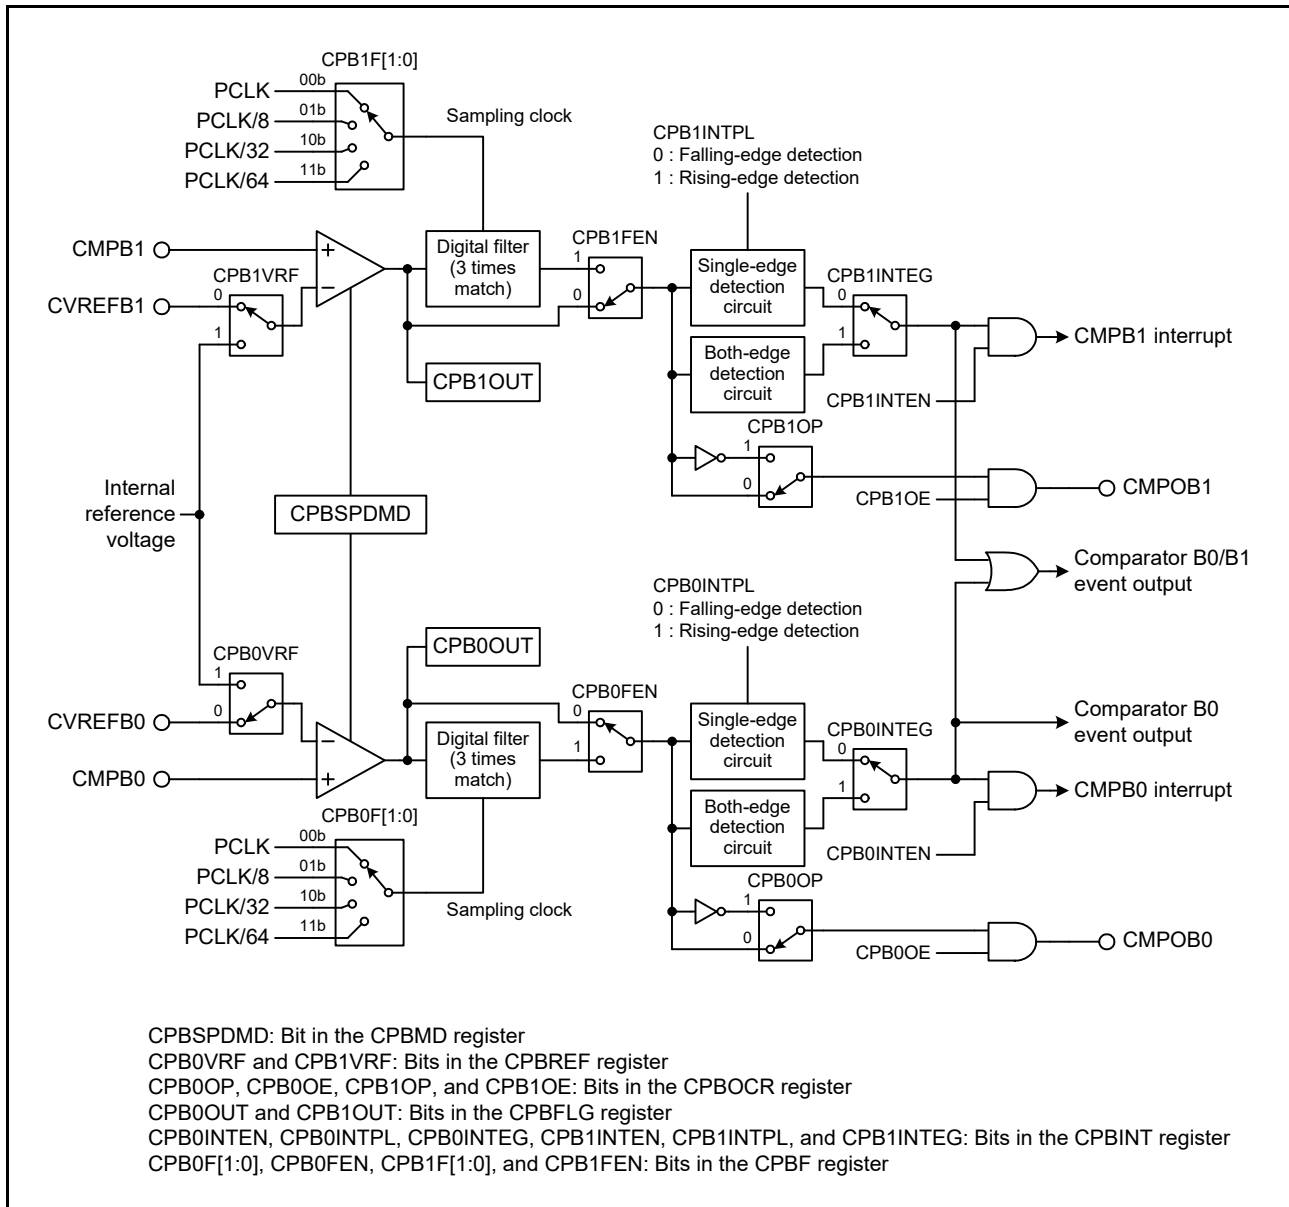 CPB1F[1:0]
00b
PCLK
01b
PCLK/8
10b
PCLK/32
11b
PCLK/64
Sampling clock
CPB1INTPL
0 : Falling-edge detection
1 : Rising-edge detection
CMPB1
+
−
CPB1VRF
0
CVREFB1
1
Digital filter
(3 times
match)
CPB1FEN
1
0
CPB1OUT
Single-edge
detection
circuit
Both-edge
detection
circuit
CPB1INTEG
0
1
CMPB1 interrupt
CPB1INTEN
CPB1OP
1
0
CPB1OE
CMPOB1
Internal
reference
voltage
CPBSPDMD
Comparator B0/B1
event output
CPB0INTPL
0 : Falling-edge detection
1 : Rising-edge detection
CPB0OUT
CPB0VRF
1
CVREFB0
0
−
+
CMPB0
Digital filter
(3 times
match)
CPB0FEN
0
1
Single-edge
detection
circuit
Both-edge
detection
circuit
CPB0INTEG
0
1
Comparator B0
event output
CMPB0 interrupt
CPB0INTEN
CPB0F[1:0]
00b
PCLK
01b
PCLK/8
10b
PCLK/32
11b
PCLK/64
Sampling clock
CPB0OP
1
0
CPB0OE
CMPOB0
CPBSPDMD: Bit in the CPBMD register
CPB0VRF and CPB1VRF: Bits in the CPBREF register
CPB0OP, CPB0OE, CPB1OP, and CPB1OE: Bits in the CPBOCR register
CPB0OUT and CPB1OUT: Bits in the CPBFLG register
CPB0INTEN, CPB0INTPL, CPB0INTEG, CPB1INTEN, CPB1INTPL, and CPB1INTEG: Bits in the CPBINT register
CPB0F[1:0], CPB0FEN, CPB1F[1:0], and CPB1FEN: Bits in the CPBF register